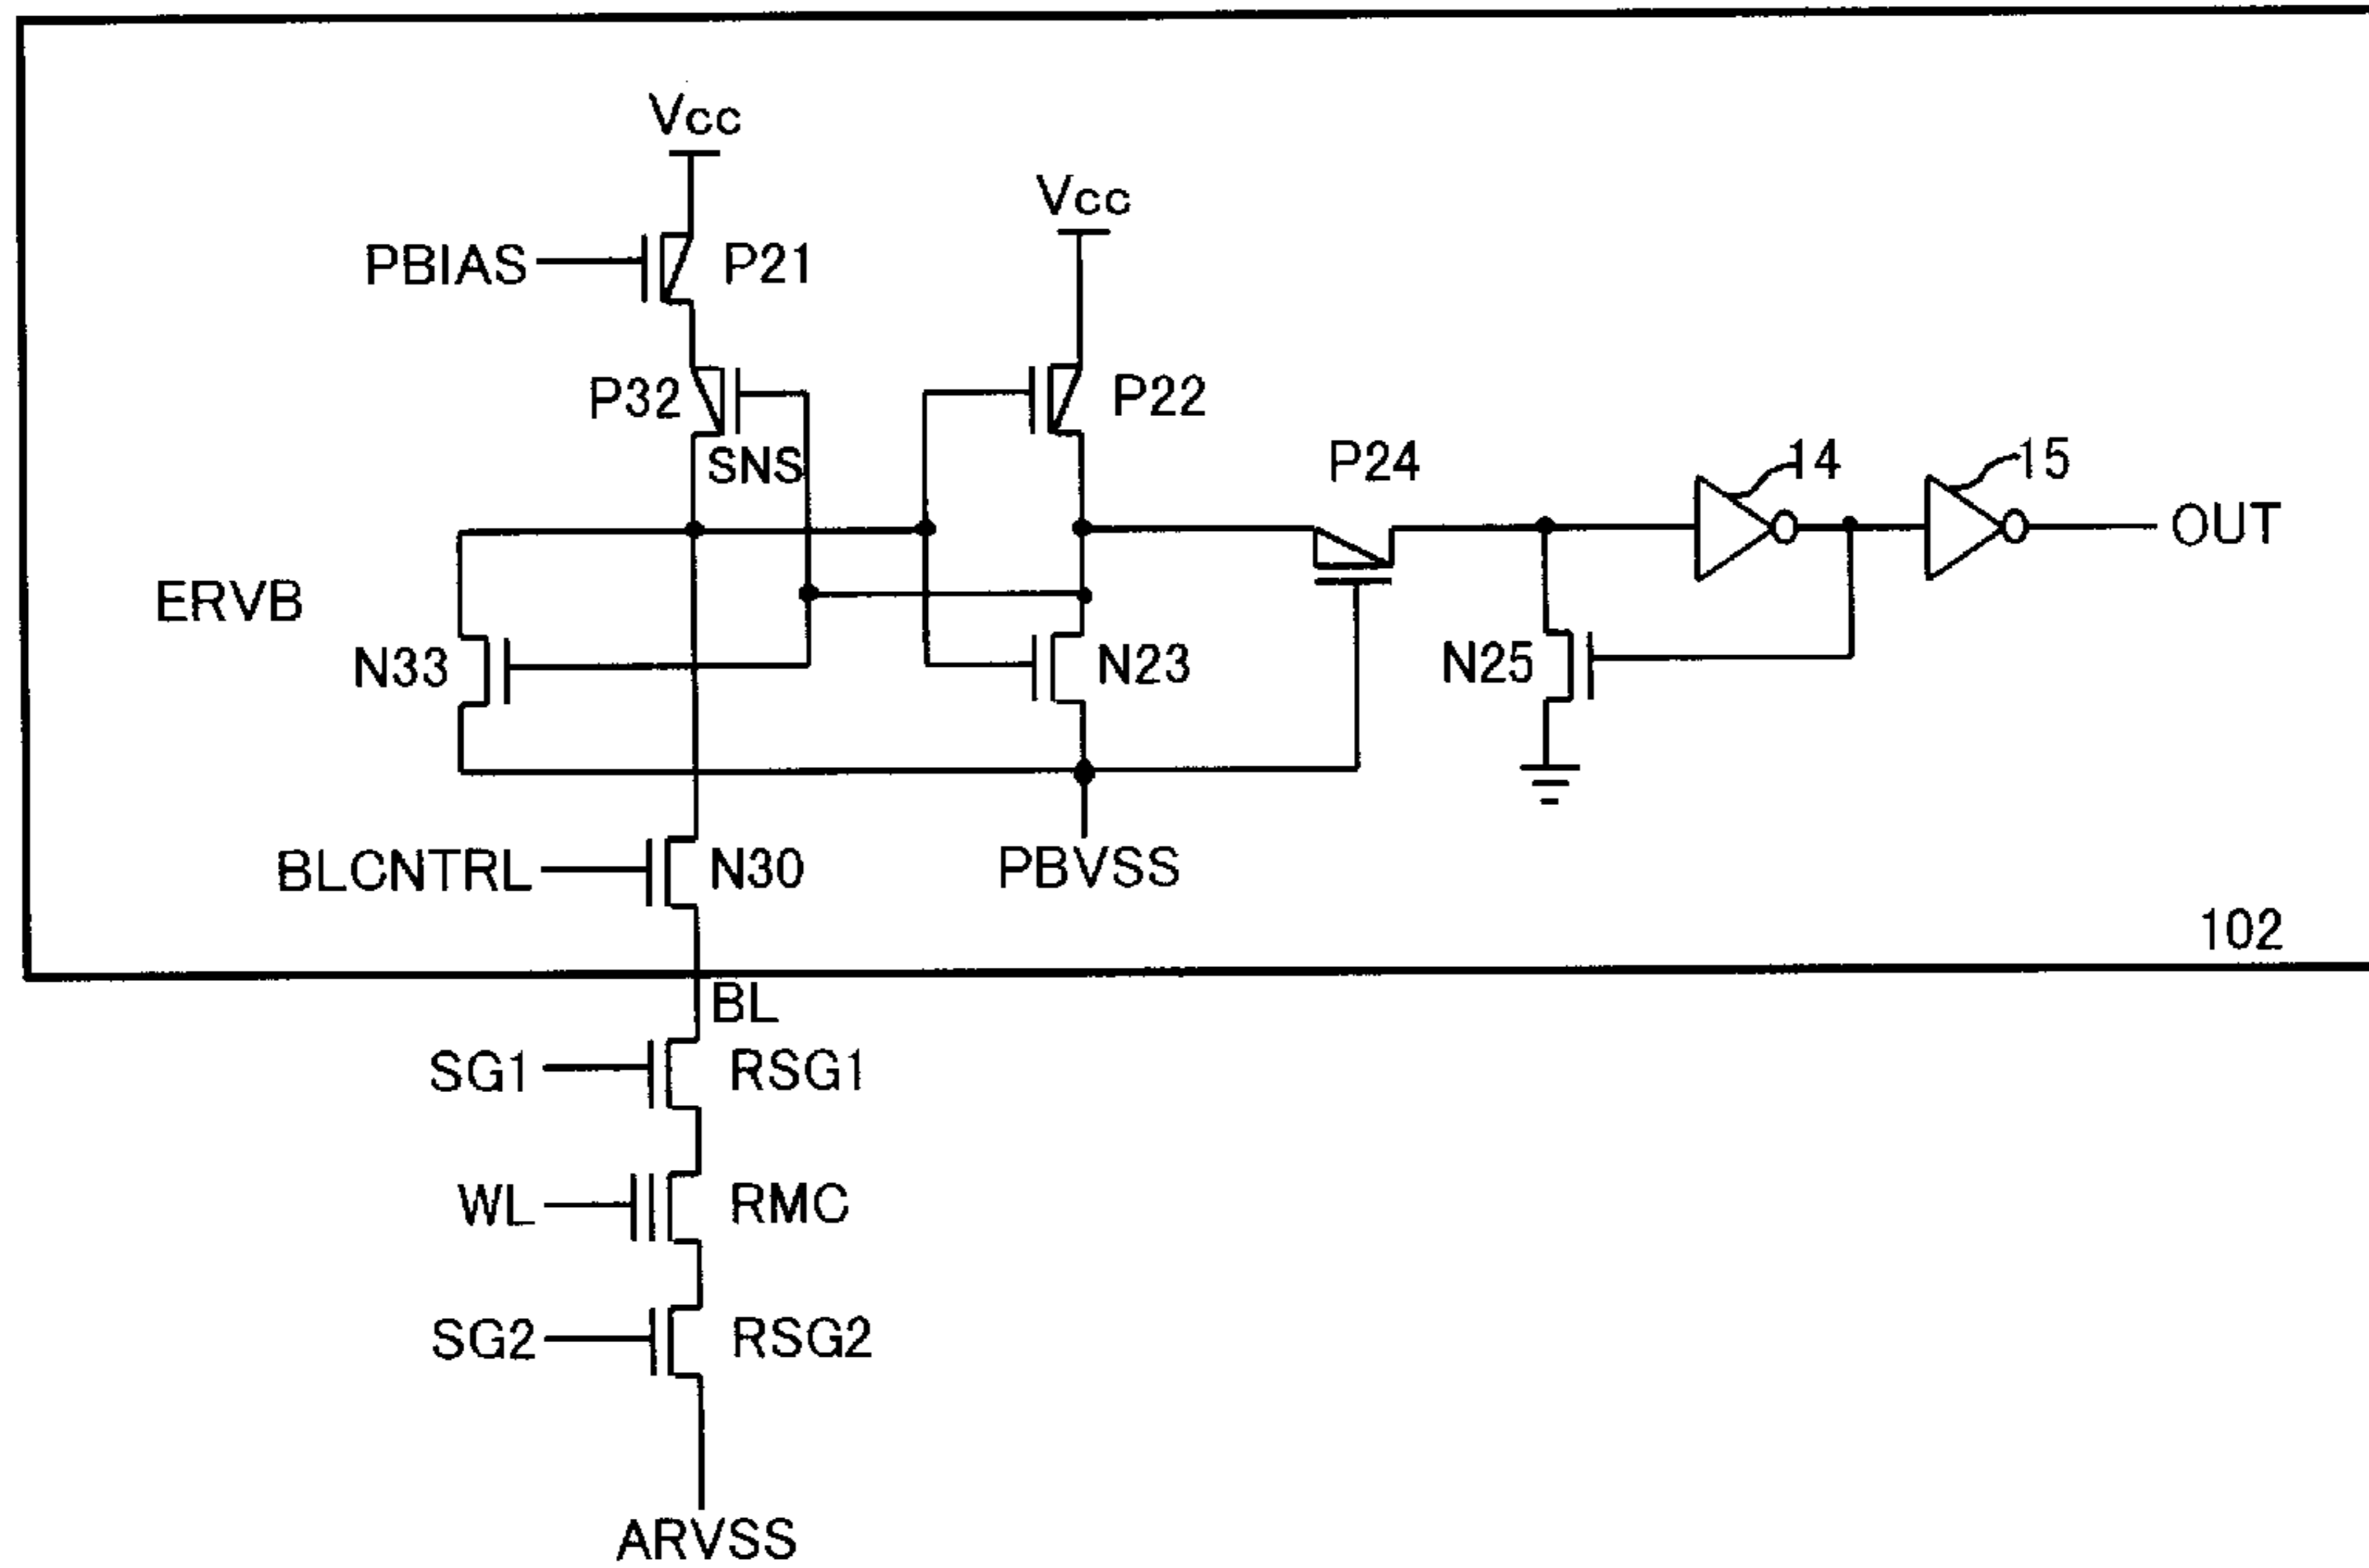 Vcc
Vcc
PBIAS
P21
P32
P22
SNS
P24
14
15
OUT
ERVB
N33
N23
N25
BLCNTRL
N30
PBVSS
102
BL
SG1
RSG1
WL
RMC
SG2
RSG2
ARVSS